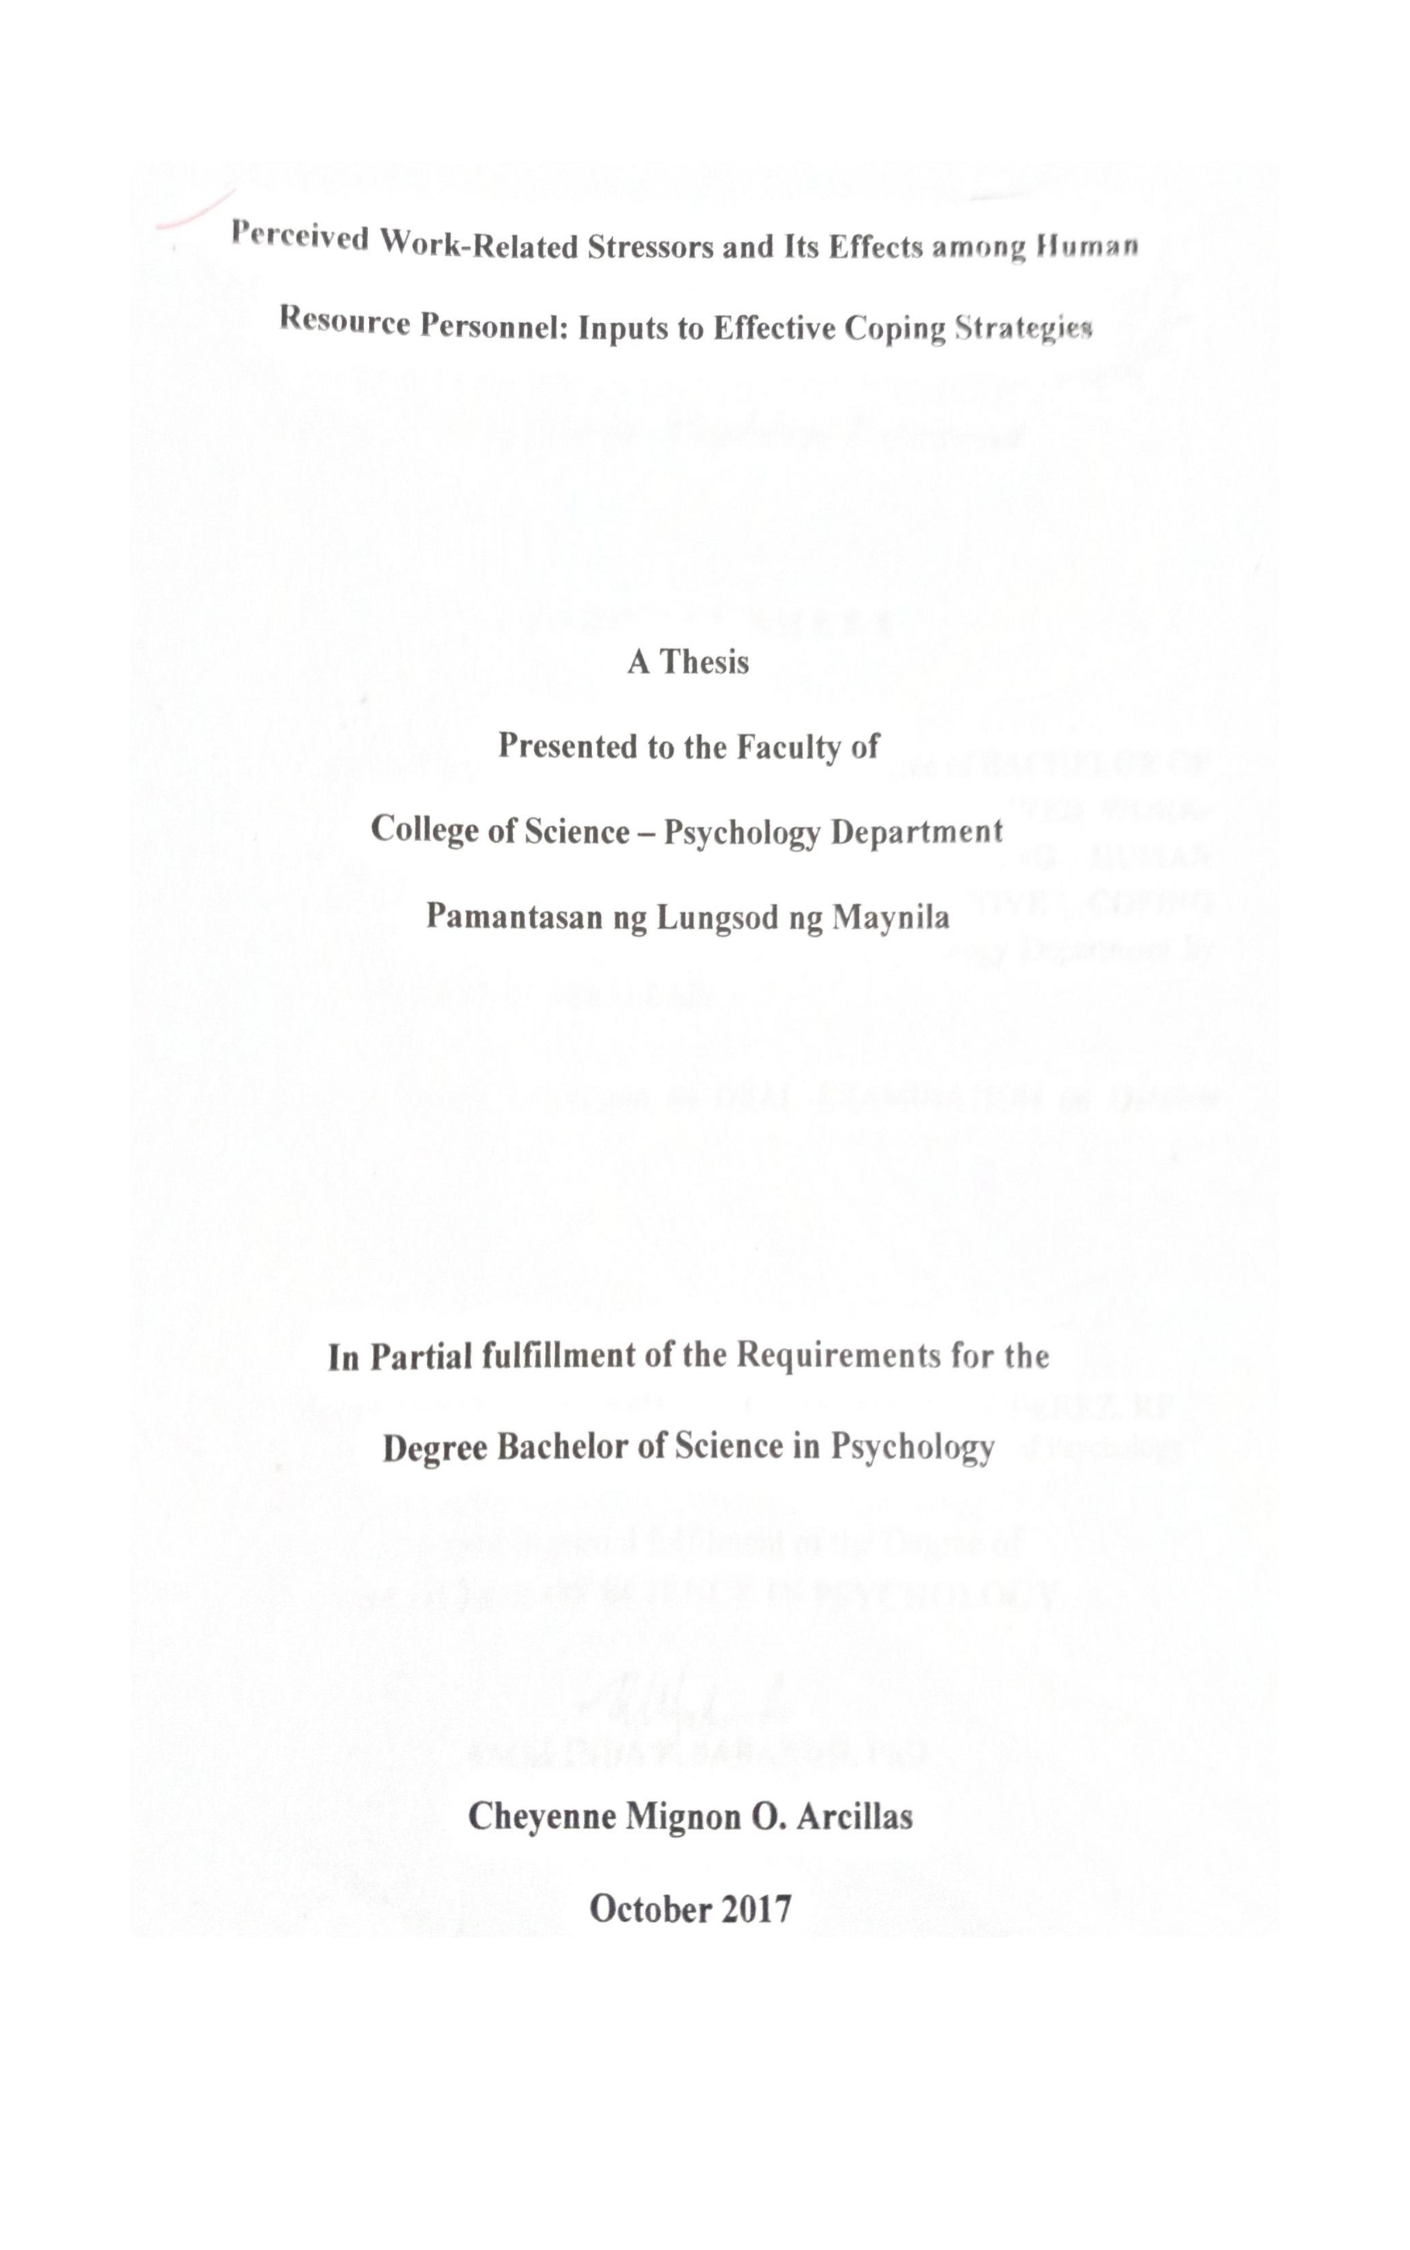 Perceived Work-Related Stressors and Its Effects among Human
Resource Personnel: Inputs to Effective Coping Strategies
A Thesis
Presented to the Faculty of
College of Science – Psychology Department
Pamantasan ng Lungsod ng Maynila
In Partial fulfillment of the Requirements for the
Degree Bachelor of Science in Psychology
Cheyenne Mignon O. Arcillas
October 2017